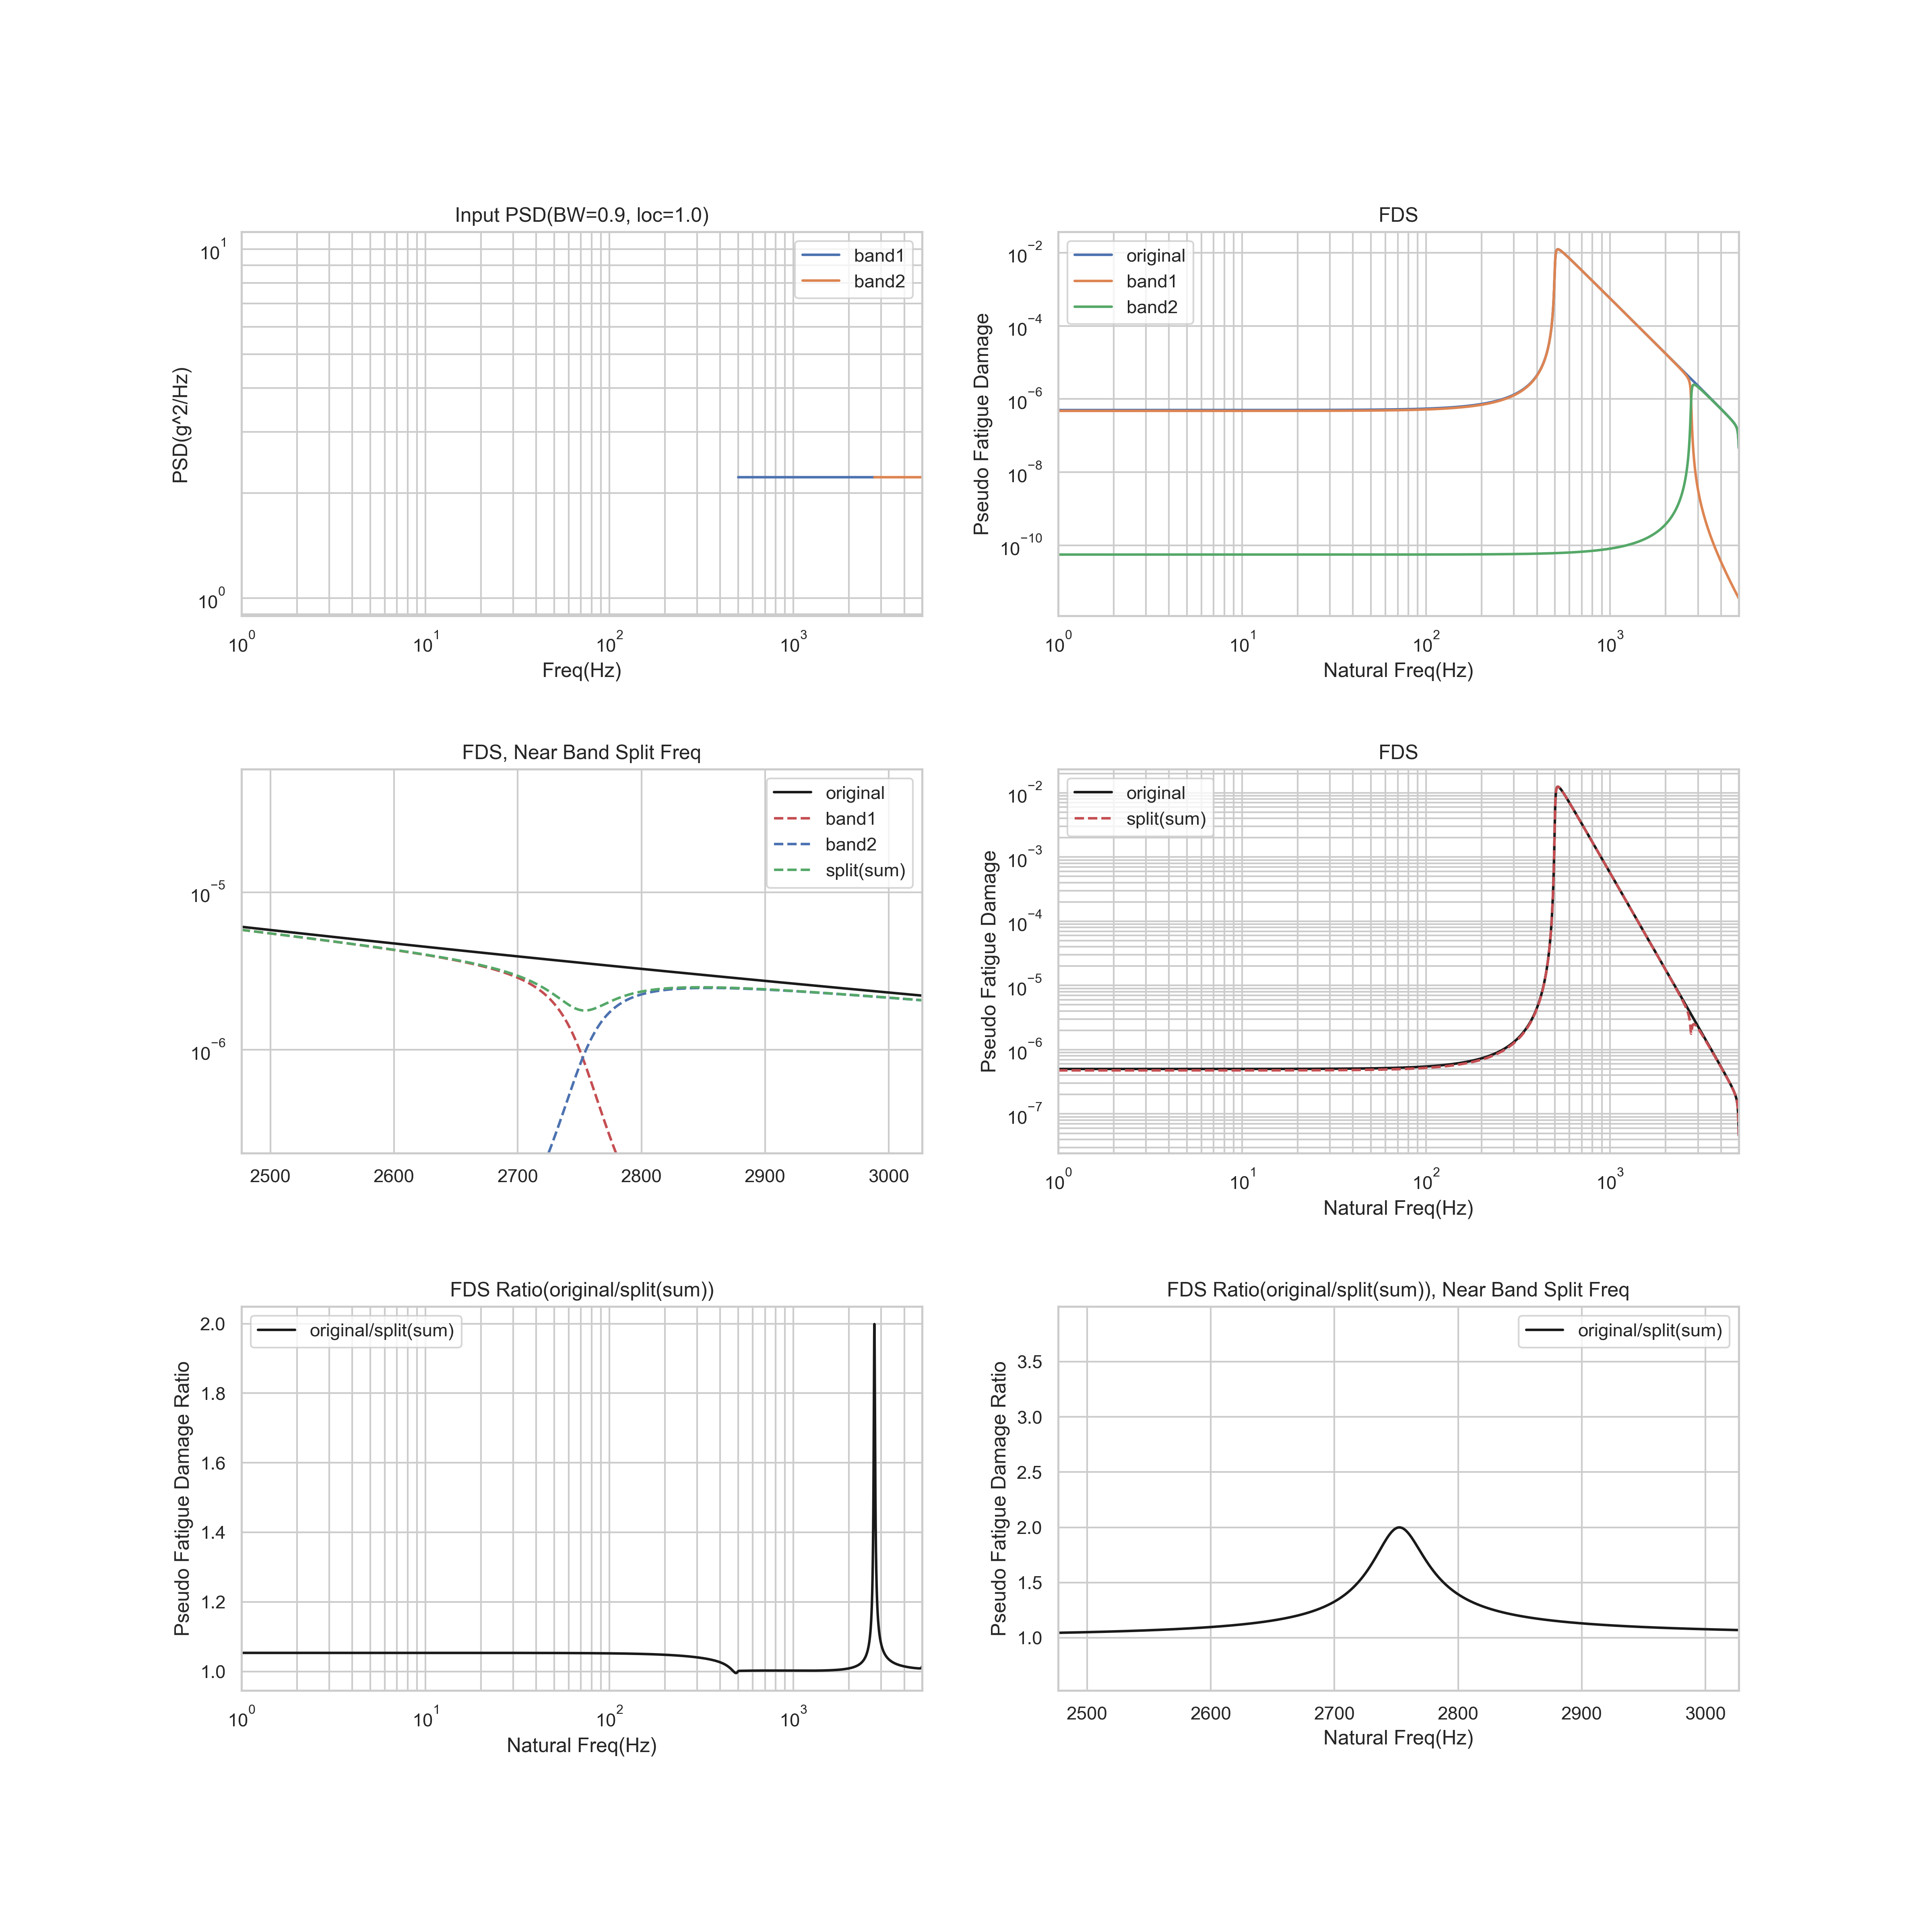 Input PSD(BW=0.9, loc=1.0)
PSD(g^2/Hz)
10^1
10^0
band1
band2
10^0 10^1 10^2 10^3
Freq(Hz)
FDS
Pseudo Fatigue Damage
10^−2
10^−4
10^−6
10^−8
10^−10
original
band1
band2
10^0 10^1 10^2 10^3
Natural Freq(Hz)
FDS, Near Band Split Freq
10^−5
10^−6
original
band1
band2
split(sum)
2500 2600 2700 2800 2900 3000
FDS
Pseudo Fatigue Damage
10^−2
10^−3
10^−4
10^−5
10^−6
10^−7
original
split(sum)
10^0 10^1 10^2 10^3
Natural Freq(Hz)
FDS Ratio(original/split(sum))
Pseudo Fatigue Damage Ratio
2.0
1.8
1.6
1.4
1.2
1.0
original/split(sum)
10^0 10^1 10^2 10^3
Natural Freq(Hz)
FDS Ratio(original/split(sum)), Near Band Split Freq
Pseudo Fatigue Damage Ratio
3.5
3.0
2.5
2.0
1.5
1.0
original/split(sum)
2500 2600 2700 2800 2900 3000
Natural Freq(Hz)